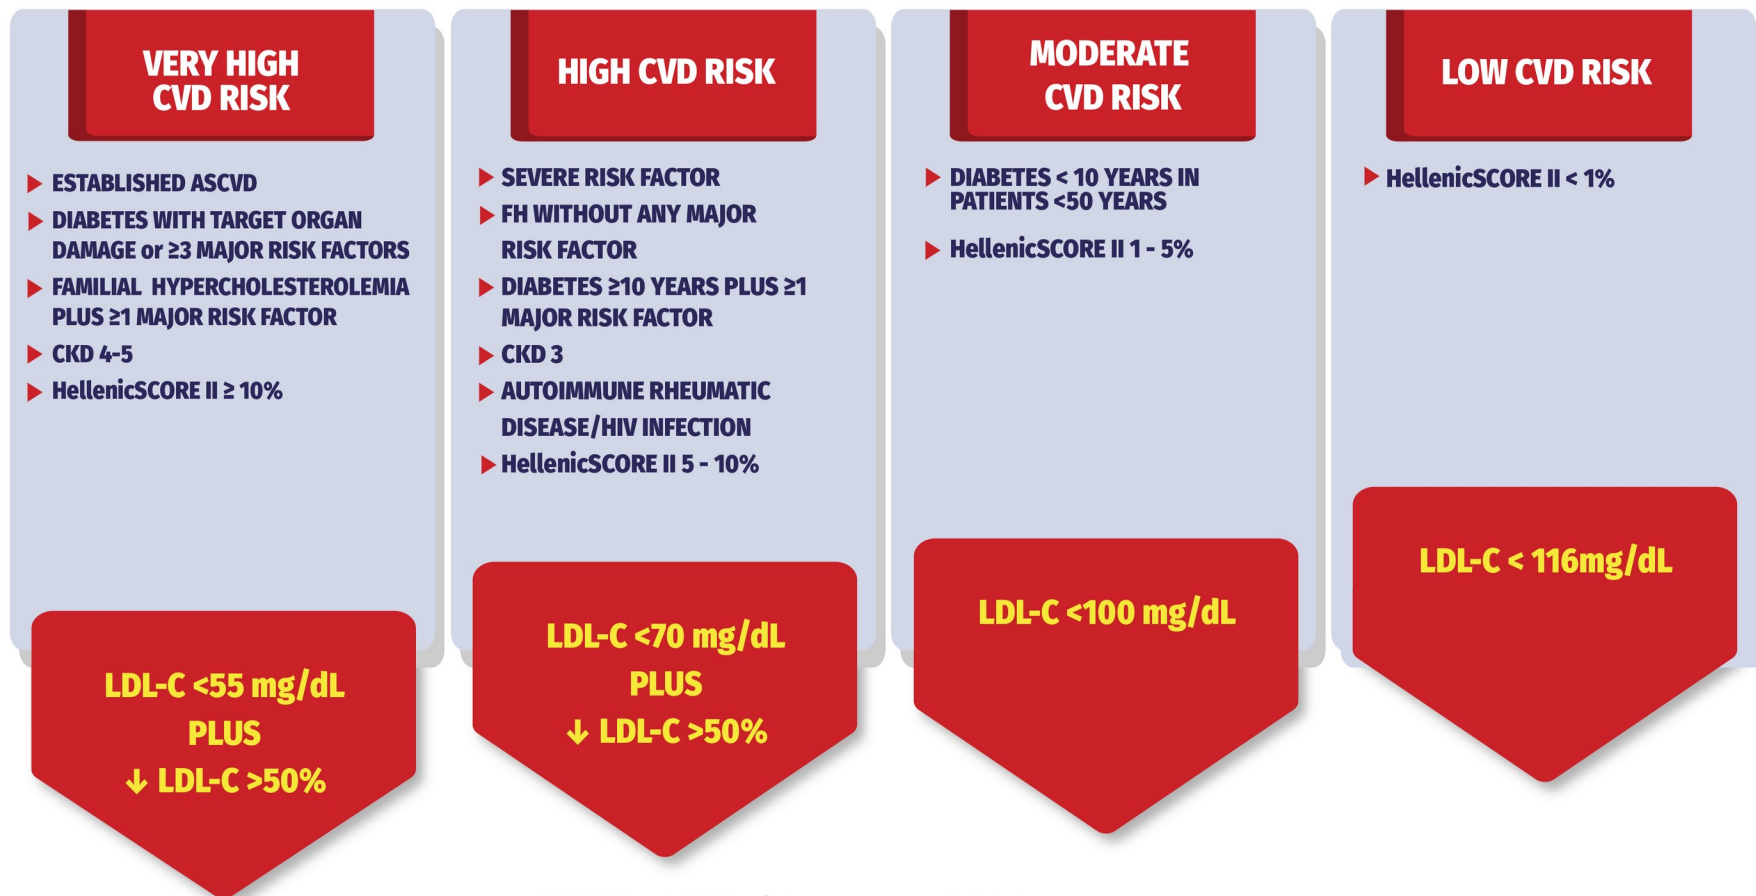 VERY HIGH
CVD RISK
ESTABLISHED ASCVD
DIABETES WITH TARGET ORGAN
DAMAGE or ≥3 MAJOR RISK FACTORS
FAMILIAL HYPERCHOLESTEROLEMIA
PLUS ≥1 MAJOR RISK FACTOR
CKD 4-5
HellenicSCORE II ≥ 10%
LDL-C <55 mg/dL
PLUS
↓ LDL-C >50%
HIGH CVD RISK
SEVERE RISK FACTOR
FH WITHOUT ANY MAJOR
RISK FACTOR
DIABETES ≥10 YEARS PLUS ≥1
MAJOR RISK FACTOR
CKD 3
AUTOIMMUNE RHEUMATIC
DISEASE/HIV INFECTION
HellenicSCORE II 5 - 10%
LDL-C <70 mg/dL
PLUS
↓ LDL-C >50%
MODERATE
CVD RISK
DIABETES < 10 YEARS IN
PATIENTS <50 YEARS
HellenicSCORE II 1 - 5%
LDL-C <100 mg/dL
LOW CVD RISK
HellenicSCORE II < 1%
LDL-C < 116mg/dL